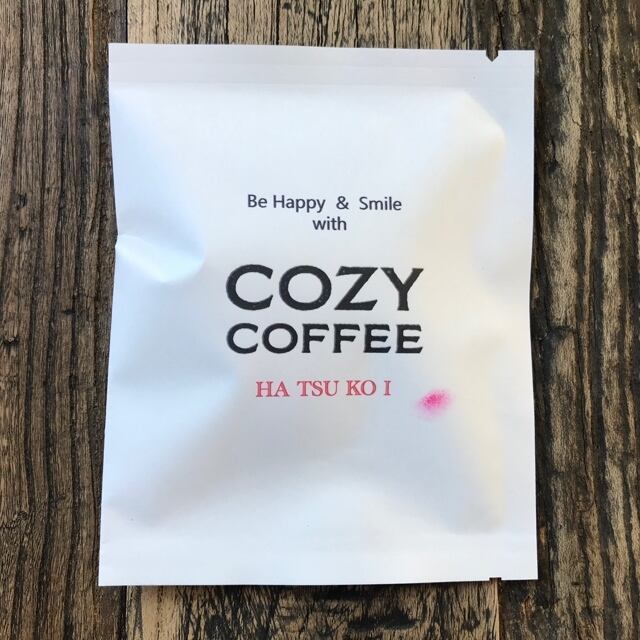 Be Happy & Smile
with
COZY
COFFEE
HA TSU KO I